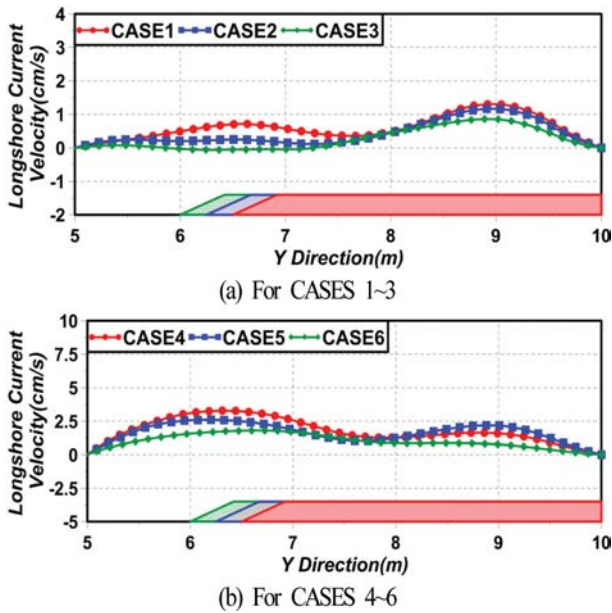 CASE1 CASE2 CASE3
Longshore Current
Velocity(cm/s)
4
3
2
1
0
-1
-2
5 6 7 8 9 10
Y Direction(m)
(a) For CASES 1~3
CASE4 CASE5 CASE6
Longshore Current
Velocity(cm/s)
10
7.5
5
2.5
0
-2.5
-5
5 6 7 8 9 10
Y Direction(m)
(b) For CASES 4~6